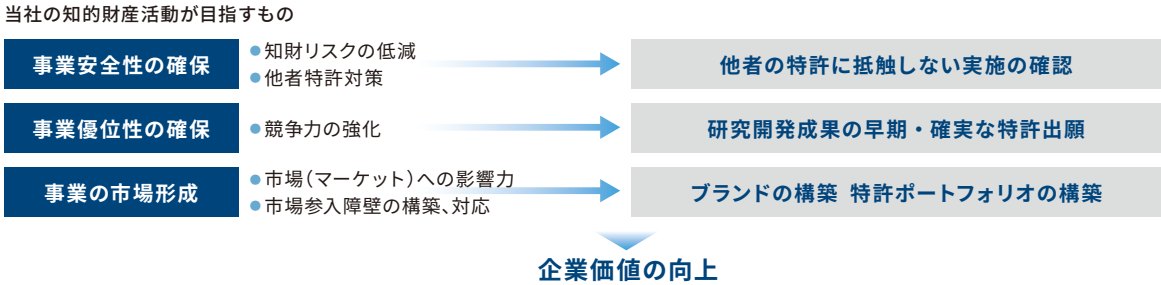 当社の知的財産活動が目指すもの
事業安全性の確保
●知財リスクの低減
●他者特許対策
他者の特許に抵触しない実施の確認
事業優位性の確保
●競争力の強化
研究開発成果の早期・確実な特許出願
事業の市場形成
●市場(マーケット)への影響力
●市場参入障壁の構築、対応
ブランドの構築 特許ポートフォリオの構築
企業価値の向上